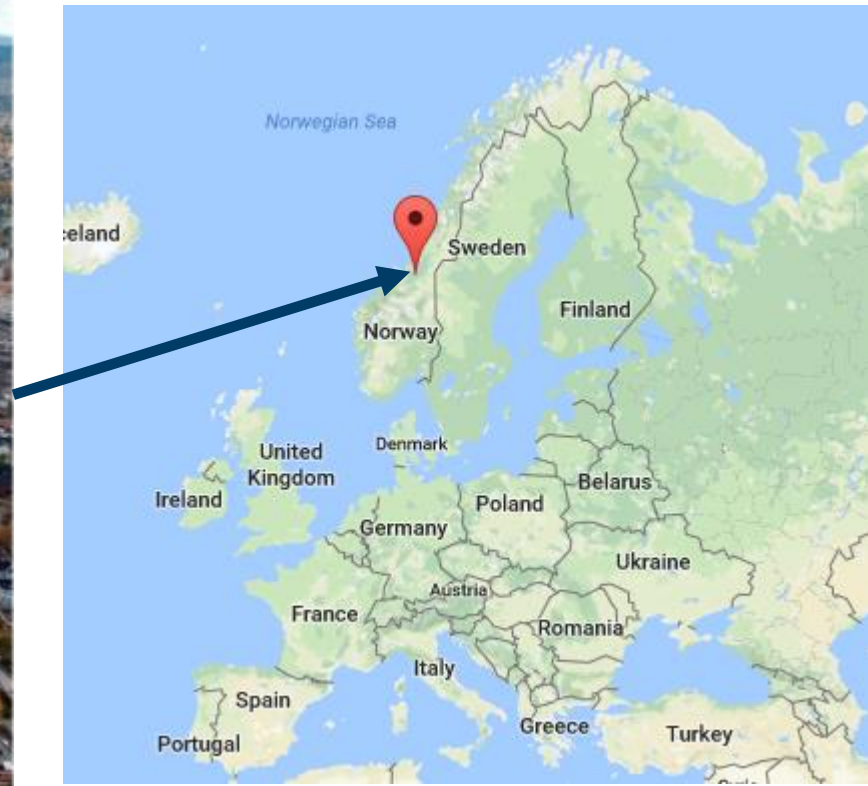 Norwegian Sea
celand
Sweden
Finland
Norway
United
Kingdom
Denmark
Ireland
Belarus
Poland
Germany
Ukraine
Austria
France
Romania
Italy
Spain
Portugal
Greece
Turkey